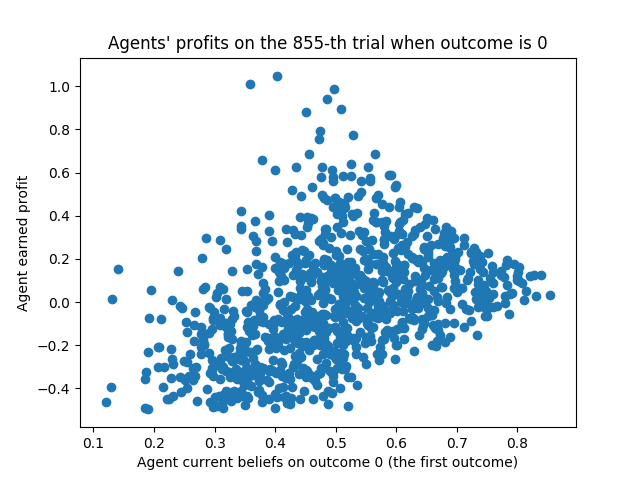 Agents' profits on the 855-th trial when outcome is 0
1.0
0.8
0.6
0.4
0.2
0.0
−0.2
−0.4
Agent earned profit
0.1 0.2 0.3 0.4 0.5 0.6 0.7 0.8
Agent current beliefs on outcome 0 (the first outcome)